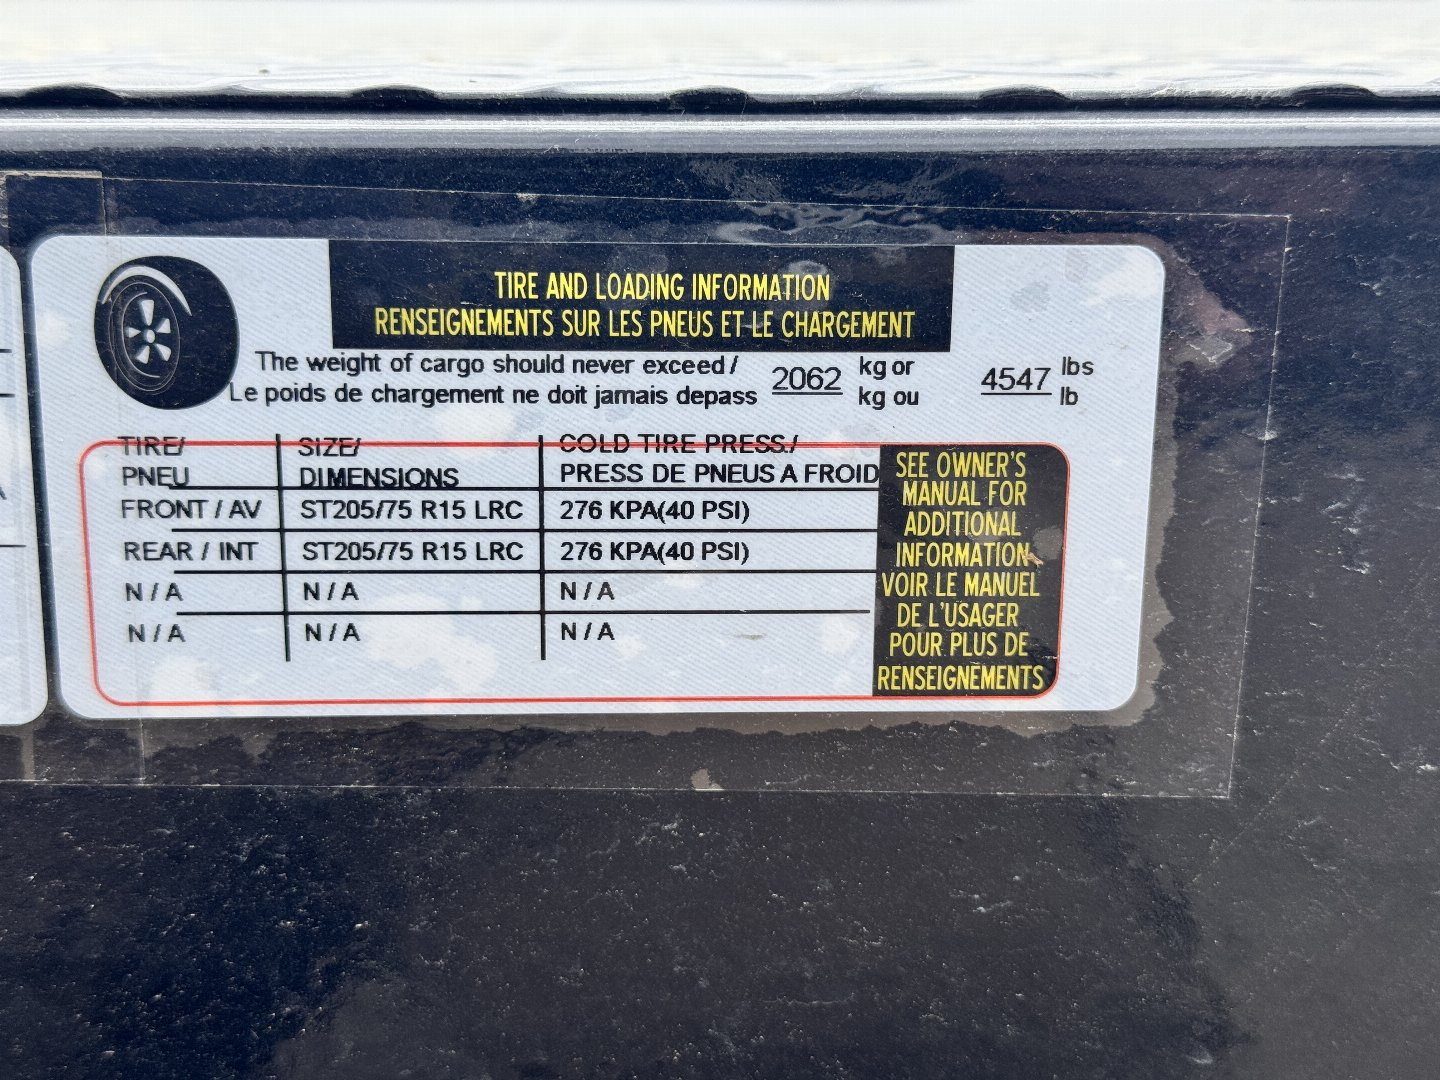 TIRE AND LOADING INFORMATION
RENSEIGNEMENTS SUR LES PNEUS ET LE CHARGEMENT
The weight of cargo should never exceed / 2062 kg or 4547 lbs
Le poids de chargement ne doit jamais depass kg ou lb
TIRE/ SIZE/ COLD TIRE PRESS./
PNEU DIMENSIONS PRESS DE PNEUS A FROID
FRONT / AV ST205/75 R15 LRC 276 KPA(40 PSI)
REAR / INT ST205/75 R15 LRC 276 KPA(40 PSI)
N / A N / A N / A
N / A N / A N / A
SEE OWNER'S
MANUAL FOR
ADDITIONAL
INFORMATION
VOIR LE MANUEL
DE L'USAGER
POUR PLUS DE
RENSEIGNEMENTS